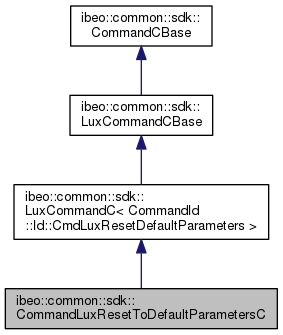 ibeo::common::sdk::
CommandCBase
ibeo::common::sdk::
LuxCommandCBase
ibeo::common::sdk::
LuxCommandC< CommandId
::Id::CmdLuxResetDefaultParameters >
ibeo::common::sdk::
CommandLuxResetToDefaultParametersC